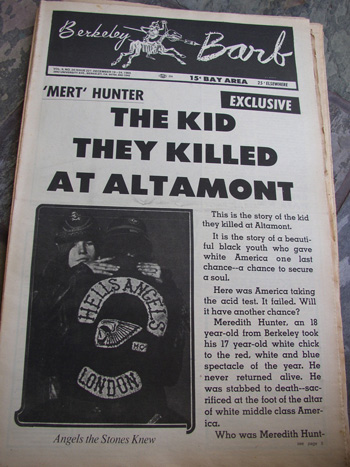 Berkeley
Barb
15¢ BAY AREA
'MERT' HUNTER
EXCLUSIVE
THE KID
THEY KILLED
AT ALTAMONT
This is the story of the kid
they killed at Altamont.
It is the story of a beauti-
ful black youth who gave
white America one last
chance--a chance to secure
a soul.
Here was America taking
the acid test. It failed. Will
it have another chance?
Meredith Hunter, an 18
year-old from Berkeley took
his 17 year-old white chick
to the red, white and blue
spectacle of the year. He
never returned alive. He
was stabbed to death--sac-
rificed at the foot of the altar
of white middle class Amer-
ica.
Who was Meredith Hunt-
HELLS ANGELS
MC
LONDON
Angels the Stones Knew